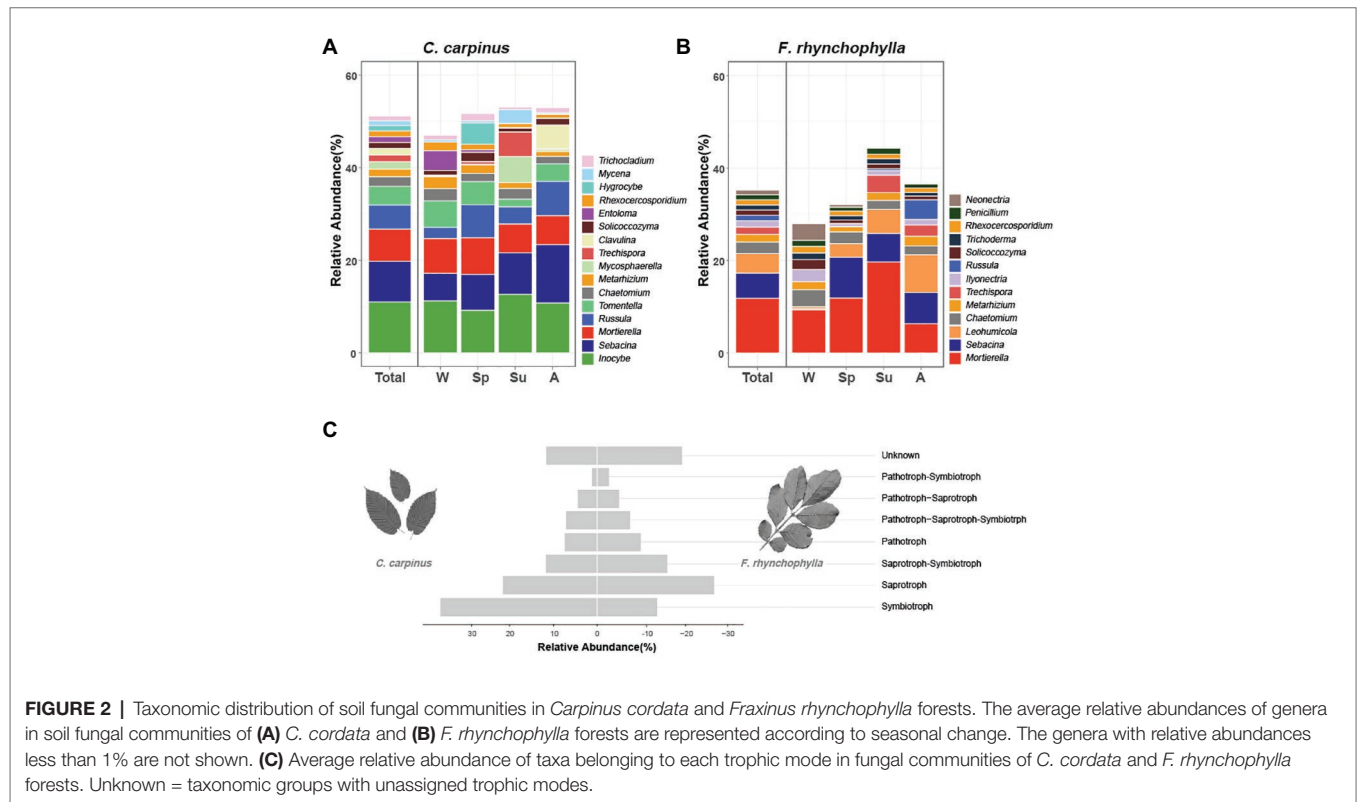 A
C. carpinus
B
F. rhynchophylla
60
40
20
0
Relative Abundance(%)
Total
W
Sp
Su
A
Trichocladium
Mycena
Hygrocybe
Rhexocercosporidium
Entoloma
Solicoccozyma
Clavulina
Trechispora
Mycosphaerella
Metarhizium
Chaetomium
Tomentella
Russula
Mortierella
Sebacina
Inocybe
60
40
20
0
Relative Abundance(%)
Total
W
Sp
Su
A
Neonectria
Penicillium
Rhexocercosporidium
Trichoderma
Solicoccozyma
Russula
Ilyonectria
Trechispora
Metarhizium
Chaetomium
Leohumicola
Sebacina
Mortierella
C
C. carpinus
F. rhynchophylla
Unknown
Pathotroph-Symbiotroph
Pathotroph−Saprotroph
Pathotroph−Saprotroph-Symbiotrph
Pathotroph
Saprotroph-Symbiotroph
Saprotroph
Symbiotroph
30 20 10 0 −10 −20 −30
Relative Abundance(%)
FIGURE 2 | Taxonomic distribution of soil fungal communities in Carpinus cordata and Fraxinus rhynchophylla forests. The average relative abundances of genera
in soil fungal communities of (A) C. cordata and (B) F. rhynchophylla forests are represented according to seasonal change. The genera with relative abundances
less than 1% are not shown. (C) Average relative abundance of taxa belonging to each trophic mode in fungal communities of C. cordata and F. rhynchophylla
forests. Unknown = taxonomic groups with unassigned trophic modes.